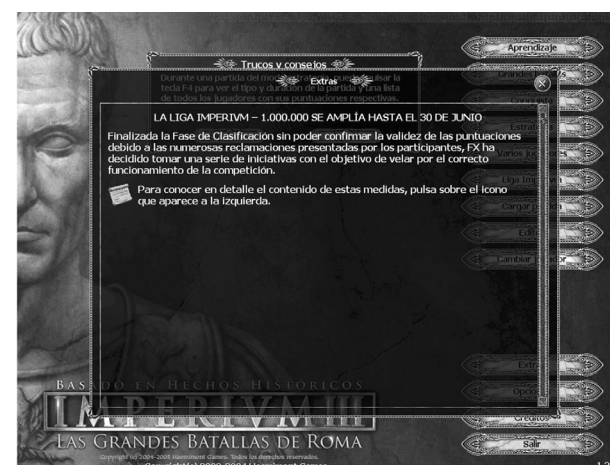 Aprendizaje
Trucos y consejos
Durante una partida del modo
tecla F4 para ver el tipo y duración de la partida y una lista
de todos los jugadores con sus puntuaciones respectivas.
Extras
LA LIGA IMPERIVM – 1.000.000 SE AMPLÍA HASTA EL 30 DE JUNIO
Finalizada la Fase de Clasificación sin poder confirmar la validez de las puntuaciones
debido a las numerosas reclamaciones presentadas por los participantes, FX ha
decidido tomar una serie de iniciativas con el objetivo de velar por el correcto
funcionamiento de la competición.
Para conocer en detalle el contenido de estas medidas, pulsa sobre el icono
que aparece a la izquierda.
BASADO EN HECHOS HISTÓRICOS
IMPERIVM III
LAS GRANDES BATALLAS DE ROMA
Créditos
Salir